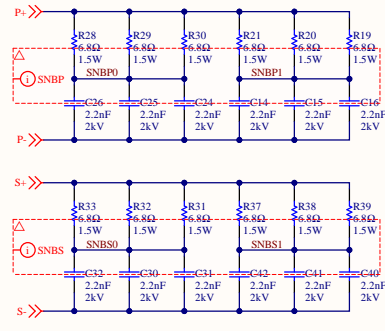 P+
R28 R29 R30 R21 R20 R19
6.8Ω 6.8Ω 6.8Ω 6.8Ω 6.8Ω 6.8Ω
1.5W 1.5W 1.5W 1.5W 1.5W 1.5W
i SNBP SNBP0 SNBP1
C26 C25 C24 C14 C15 C16
2.2nF 2.2nF 2.2nF 2.2nF 2.2nF 2.2nF
2kV 2kV 2kV 2kV 2kV 2kV
P-
S+
R33 R32 R31 R37 R38 R39
6.8Ω 6.8Ω 6.8Ω 6.8Ω 6.8Ω 6.8Ω
1.5W 1.5W 1.5W 1.5W 1.5W 1.5W
i SNBS SNBS0 SNBS1
C32 C30 C31 C42 C41 C40
2.2nF 2.2nF 2.2nF 2.2nF 2.2nF 2.2nF
2kV 2kV 2kV 2kV 2kV 2kV
S-